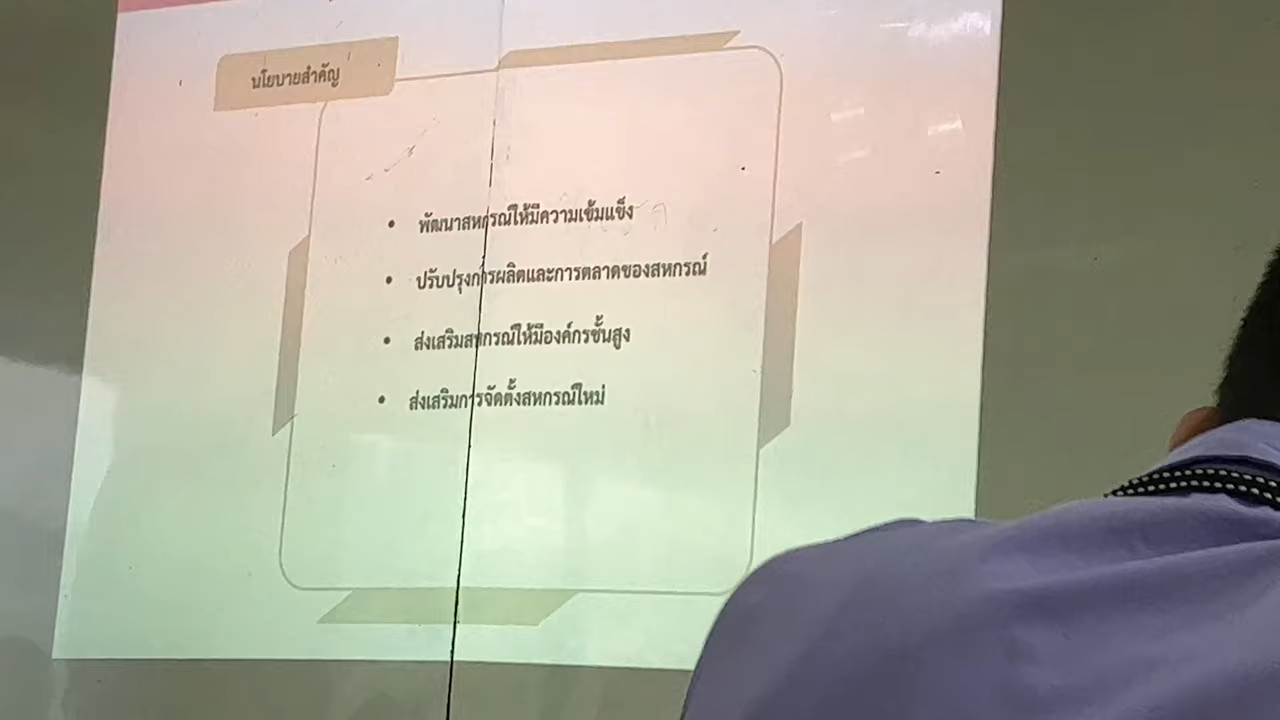 นโยบายสำคัญ
• พัฒนาสหกรณ์ให้มีความเข้มแข็ง
• ปรับปรุงการผลิตและการตลาดของสหกรณ์
• ส่งเสริมสหกรณ์ให้มีองค์กรชั้นสูง
• ส่งเสริมการจัดตั้งสหกรณ์ใหม่